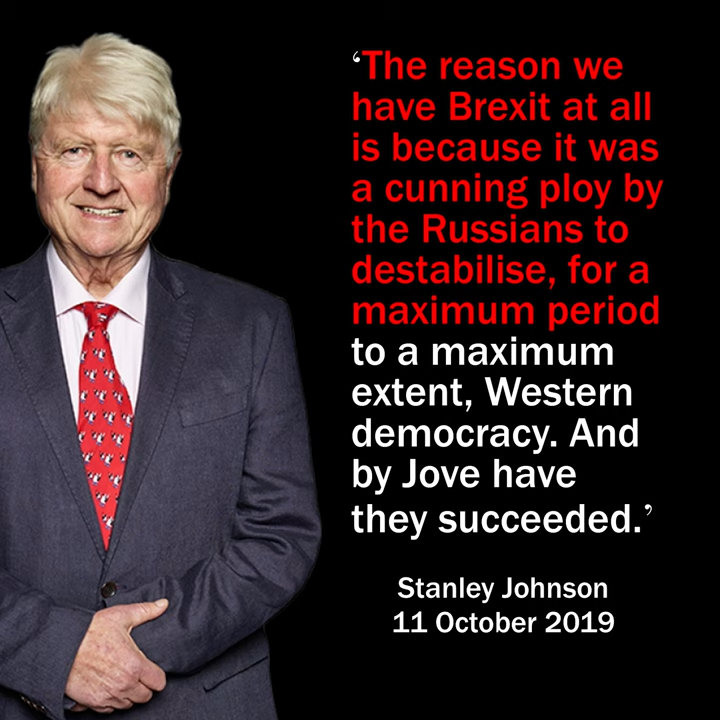 ‘The reason we
have Brexit at all
is because it was
a cunning ploy by
the Russians to
destabilise, for a
maximum period
to a maximum
extent, Western
democracy. And
by Jove have
they succeeded.’
Stanley Johnson
11 October 2019